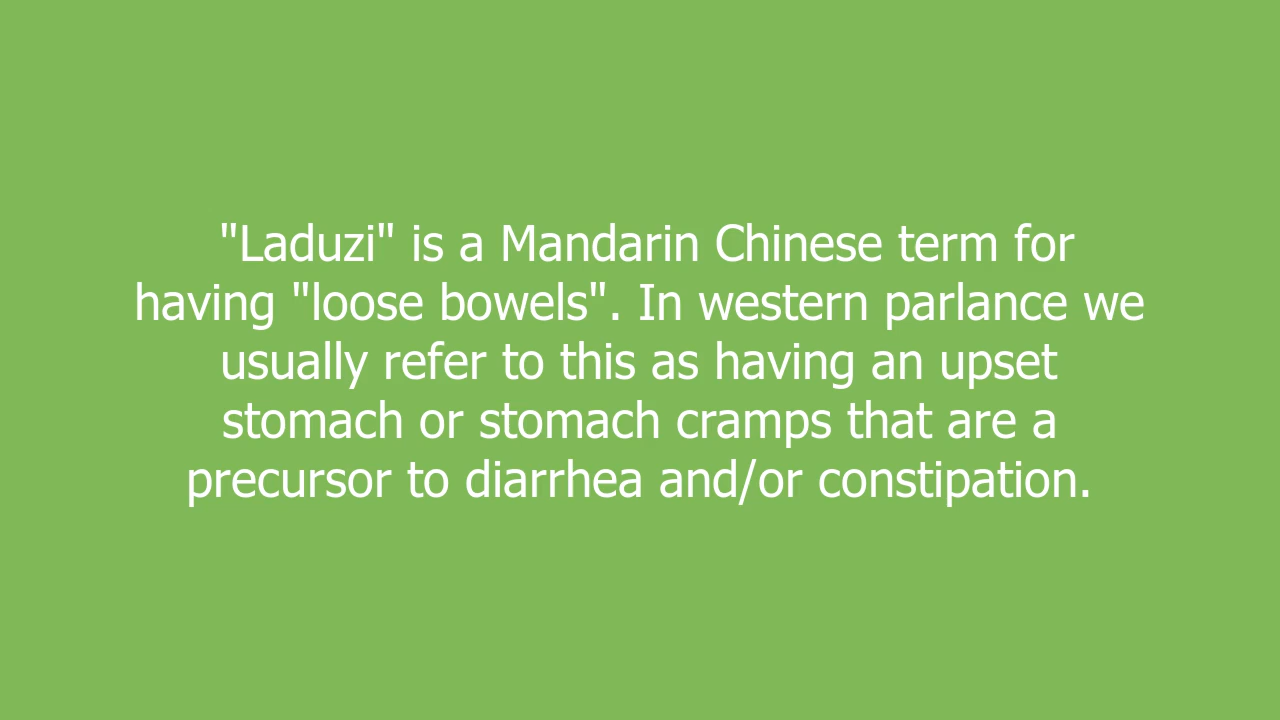 "Laduzi" is a Mandarin Chinese term for
having "loose bowels". In western parlance we
usually refer to this as having an upset
stomach or stomach cramps that are a
precursor to diarrhea and/or constipation.